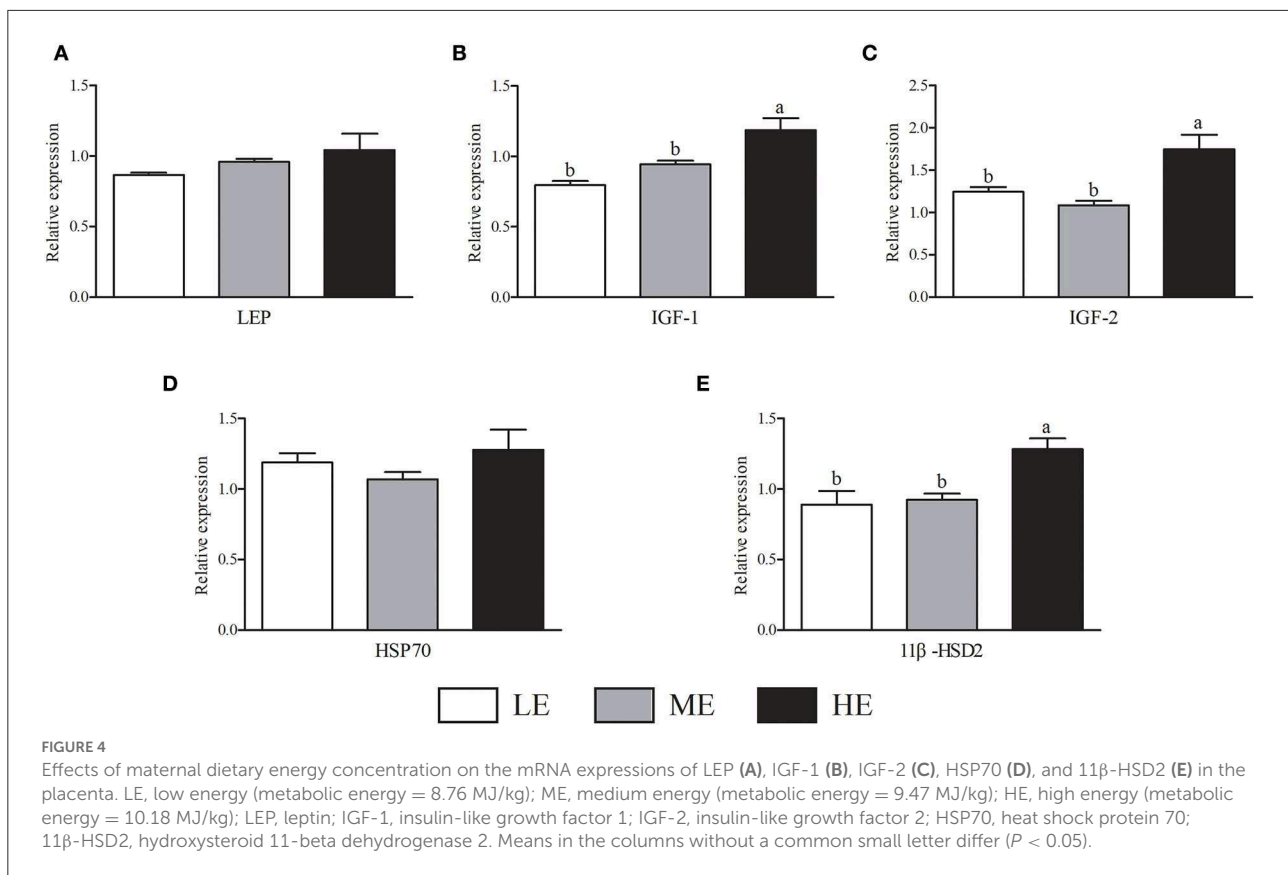 A
B
C
Relative expression
1.5
1.0
0.5
0.0
LEP
Relative expression
1.5
1.0
0.5
0.0
b
b
a
IGF-1
Relative expression
2.5
2.0
1.5
1.0
0.5
0.0
b
b
a
IGF-2
D
E
Relative expression
1.5
1.0
0.5
0.0
HSP70
Relative expression
1.5
1.0
0.5
0.0
b
b
a
11β -HSD2
LE ME HE
FIGURE 4
Effects of maternal dietary energy concentration on the mRNA expressions of LEP (A), IGF-1 (B), IGF-2 (C), HSP70 (D), and 11β-HSD2 (E) in the
placenta. LE, low energy (metabolic energy = 8.76 MJ/kg); ME, medium energy (metabolic energy = 9.47 MJ/kg); HE, high energy (metabolic
energy = 10.18 MJ/kg); LEP, leptin; IGF-1, insulin-like growth factor 1; IGF-2, insulin-like growth factor 2; HSP70, heat shock protein 70;
11β-HSD2, hydroxysteroid 11-beta dehydrogenase 2. Means in the columns without a common small letter differ (P < 0.05).